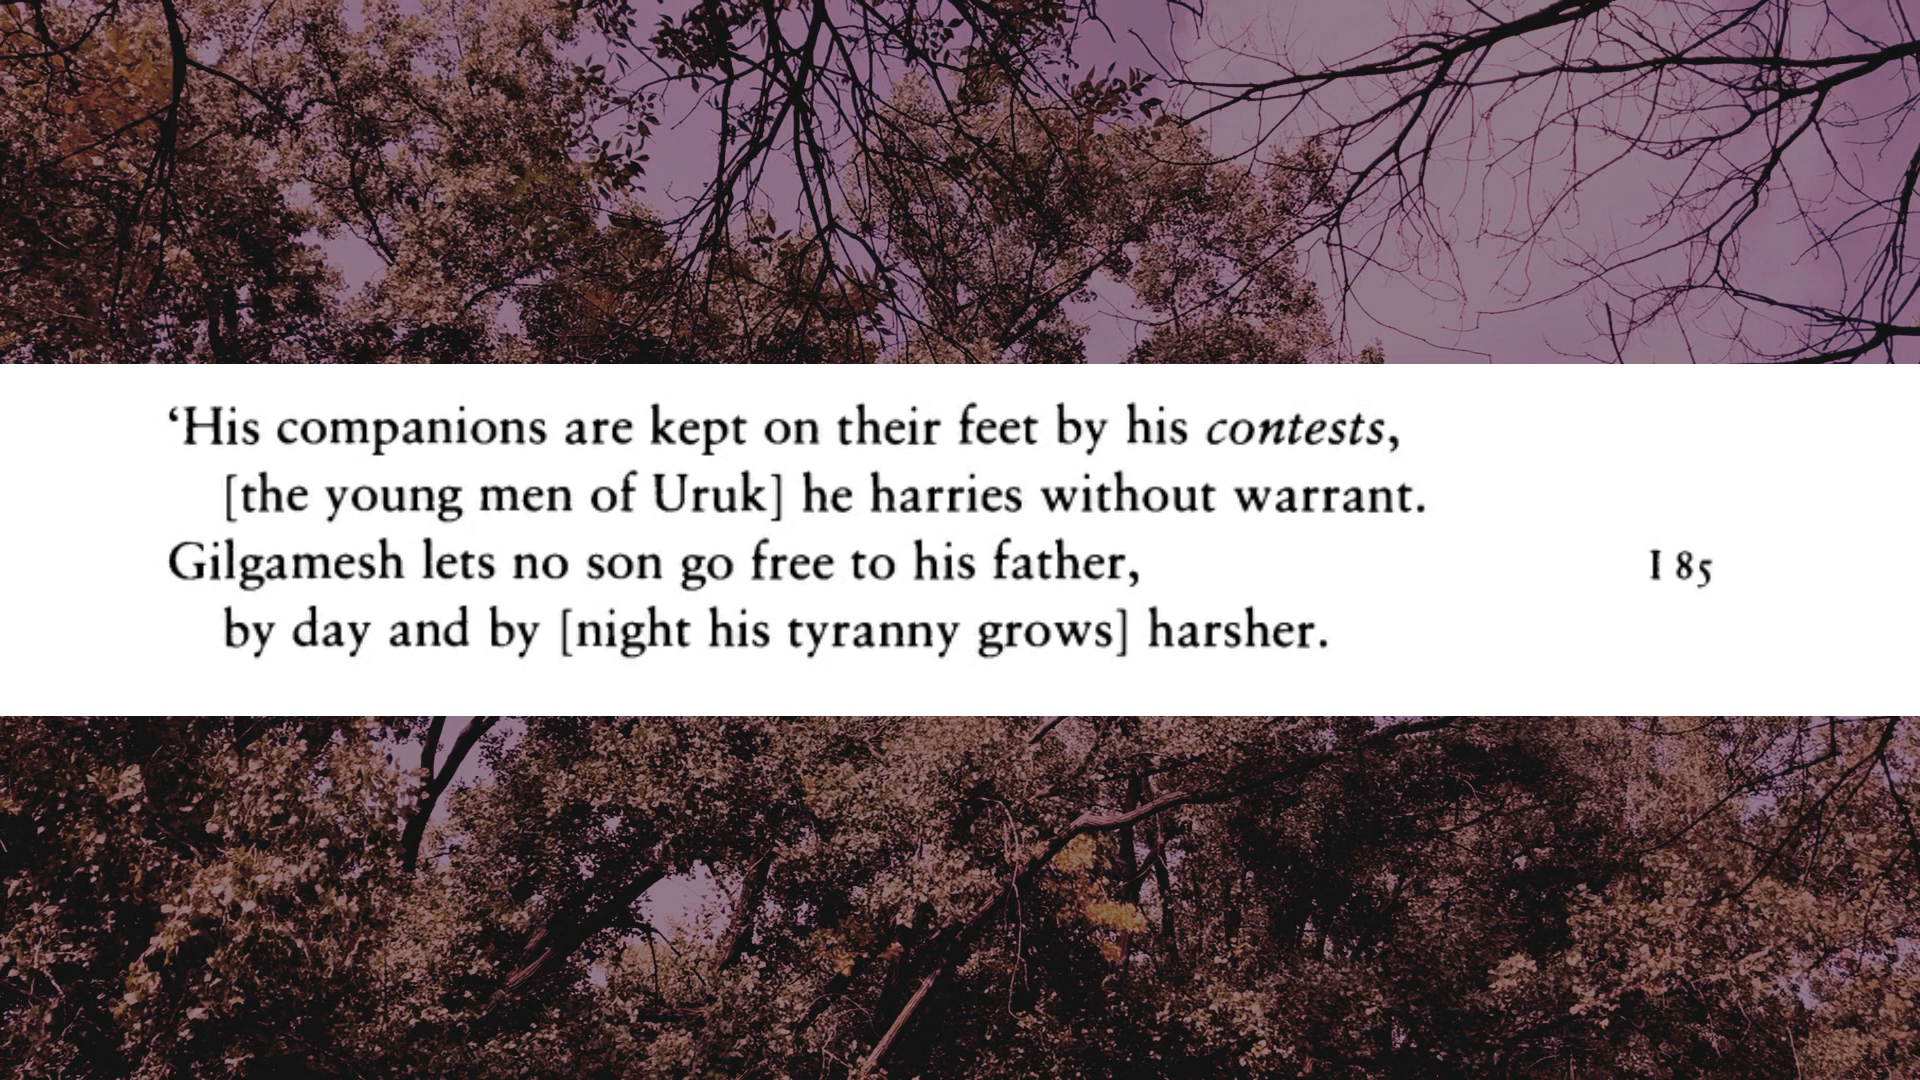 ‘His companions are kept on their feet by his contests,
[the young men of Uruk] he harries without warrant.
Gilgamesh lets no son go free to his father, I 85
by day and by [night his tyranny grows] harsher.